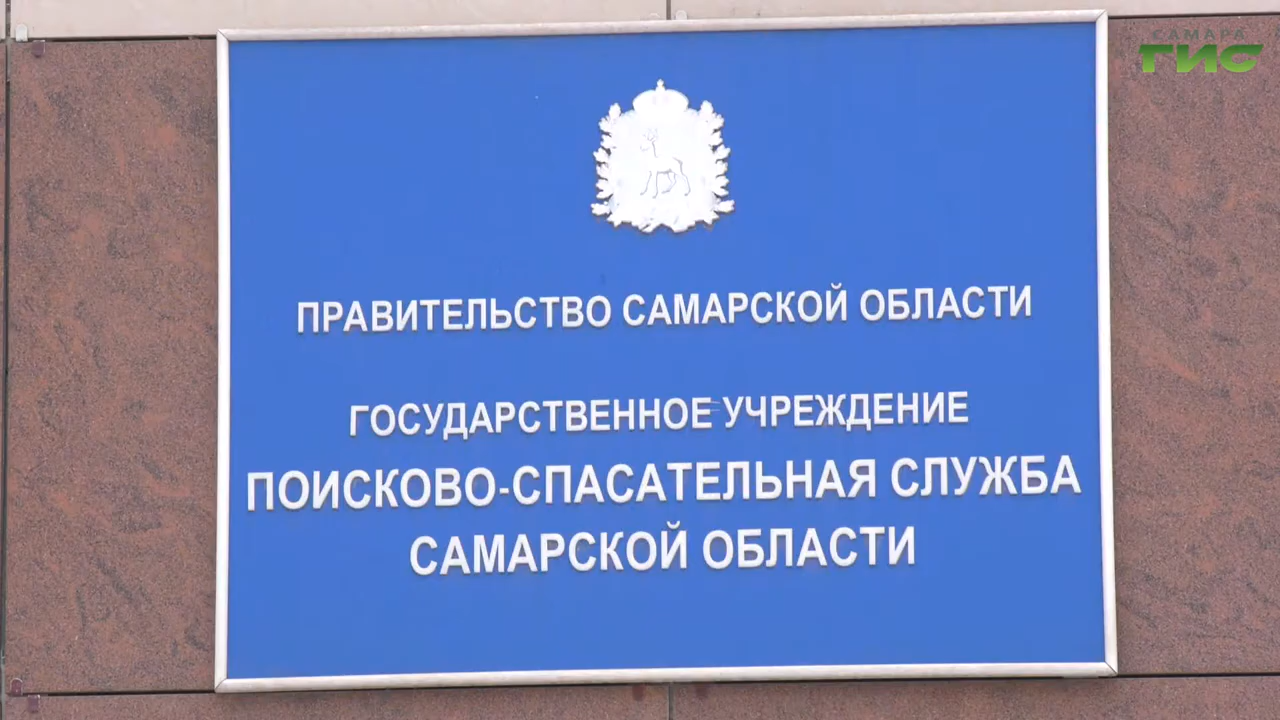 САМАРА
ГИС
ПРАВИТЕЛЬСТВО САМАРСКОЙ ОБЛАСТИ
ГОСУДАРСТВЕННОЕ УЧРЕЖДЕНИЕ
ПОИСКОВО-СПАСАТЕЛЬНАЯ СЛУЖБА
САМАРСКОЙ ОБЛАСТИ